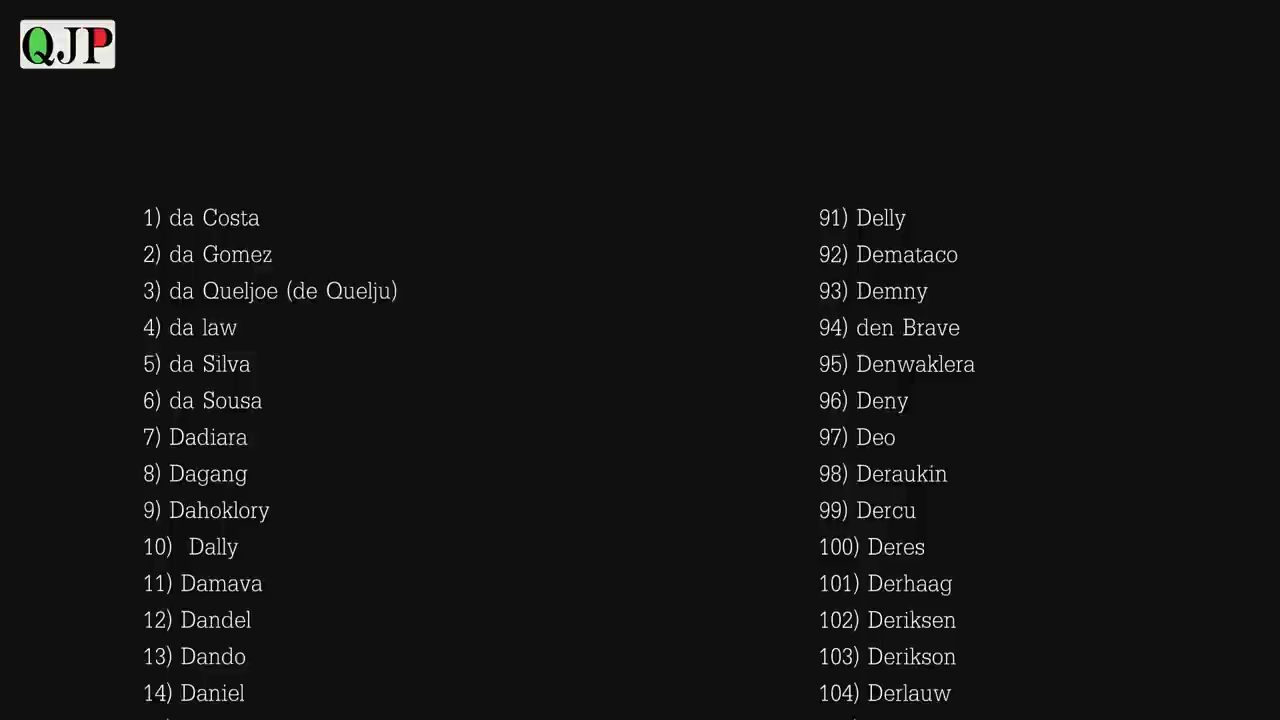 QJP
1) da Costa
2) da Gomez
3) da Queljoe (de Quelju)
4) da law
5) da Silva
6) da Sousa
7) Dadiara
8) Dagang
9) Dahoklory
10)  Dally
11) Damava
12) Dandel
13) Dando
14) Daniel
91) Delly
92) Demataco
93) Demny
94) den Brave
95) Denwaklera
96) Deny
97) Deo
98) Deraukin
99) Dercu
100) Deres
101) Derhaag
102) Deriksen
103) Derikson
104) Derlauw